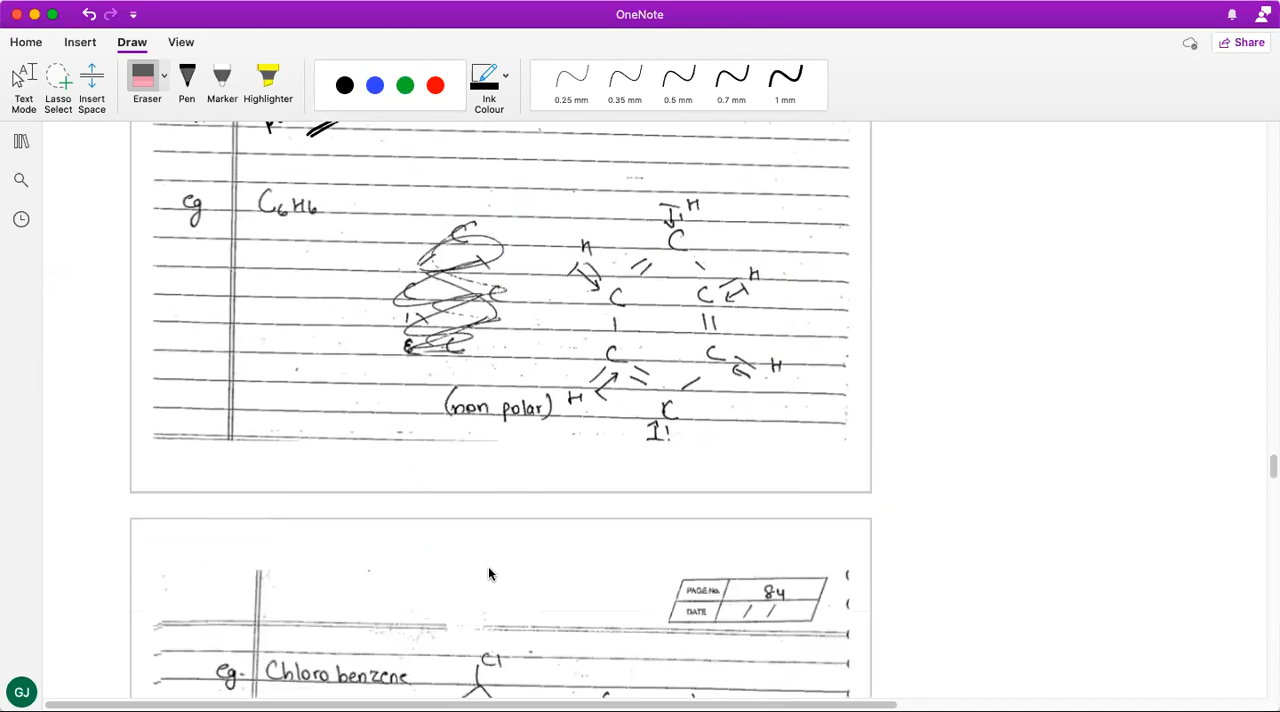 OneNote
Home Insert Draw View
Share
Text Mode
Lasso Select
Insert Space
Eraser
Pen
Marker
Highlighter
Ink Colour
0.25 mm
0.35 mm
0.5 mm
0.7 mm
1 mm
eg C6H6
H
C
H
H
C C
C C
H
(non polar) H
C
PAGE No. 84
DATE / /
eg. Chlorobenzene
Cl
GJ